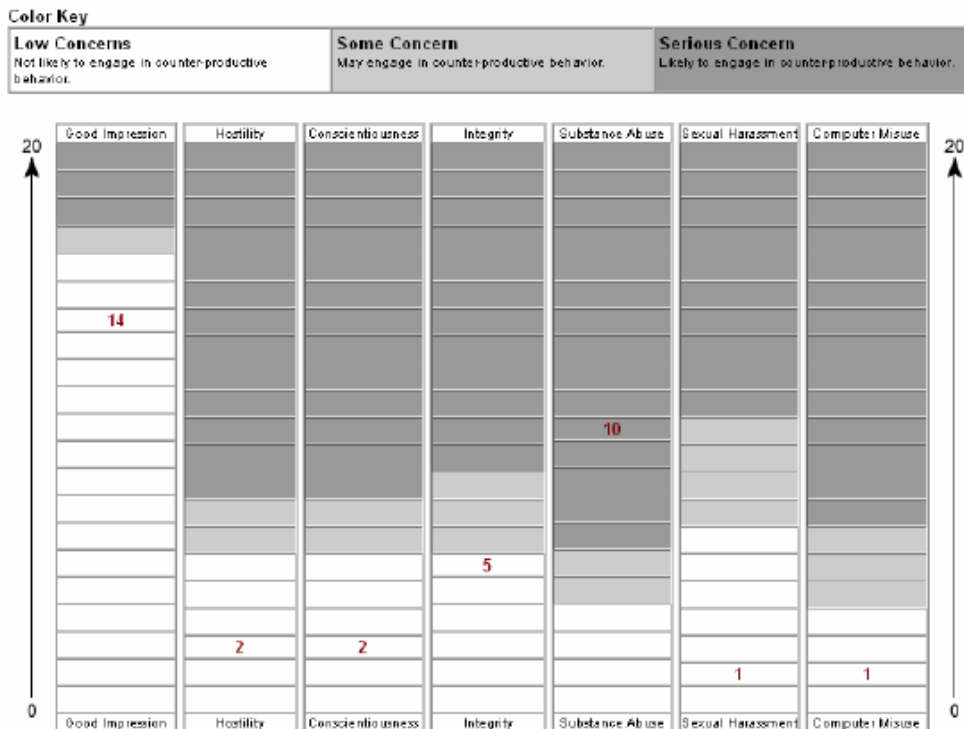 Color Key
Low Concerns
Not likely to engage in counter-productive
behavior.
Some Concern
May engage in counter-productive behavior.
Serious Concern
Likely to engage in counter-productive behavior.
Good Impression Hostility Conscientiousness Integrity Substance Abuse Sexual Harassment Computer Misuse
20 20
14
10
5
2 2
1 1
0 0
Good Impression Hostility Conscientiousness Integrity Substance Abuse Sexual Harassment Computer Misuse